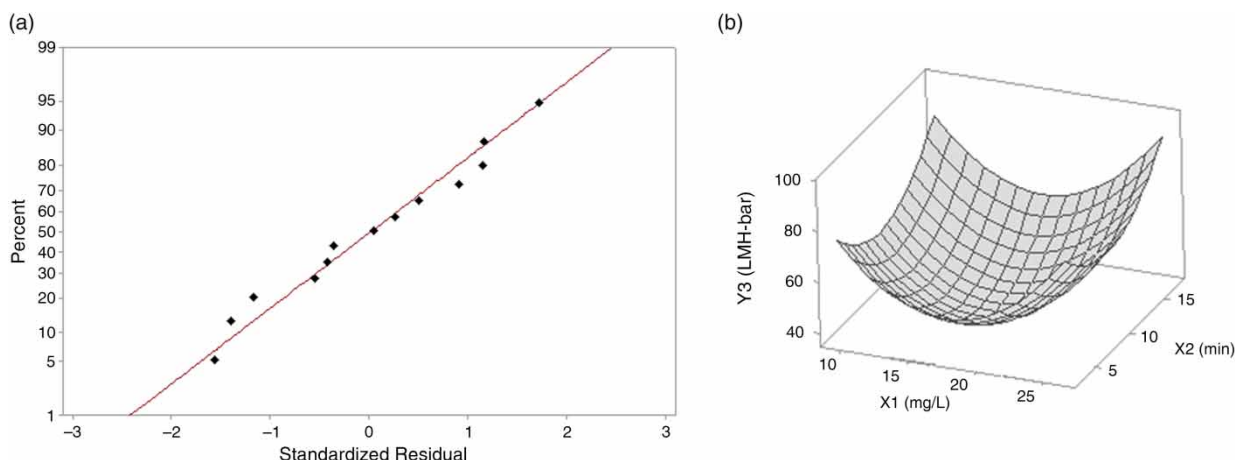 (a)
99
95
90
80
70
60
50
40
30
20
10
5
1
Percent
−3 −2 −1 0 1 2 3
Standardized Residual
(b)
100
80
60
40
Y3 (LMH-bar)
10 15 20 25
X1 (mg/L)
5 10 15
X2 (min)